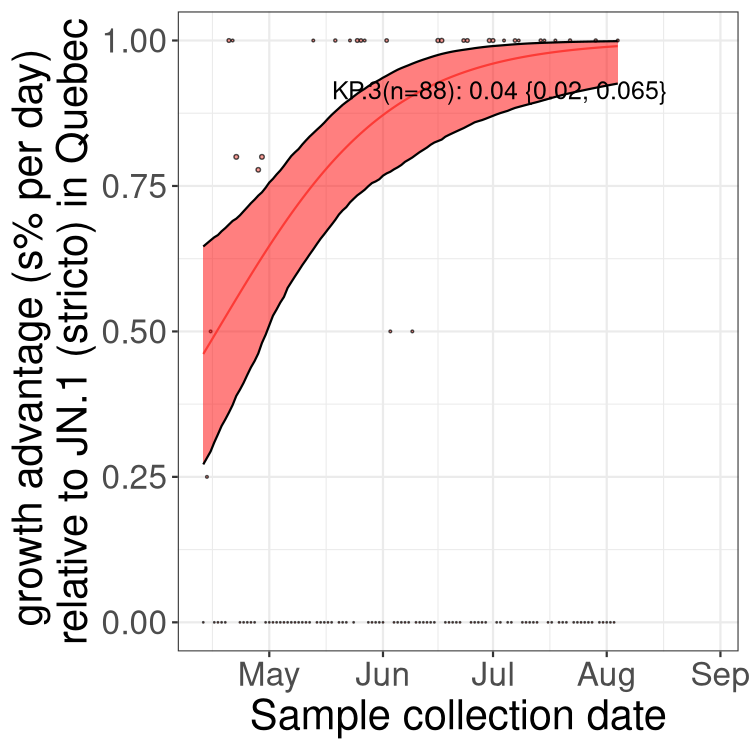 growth advantage (s% per day)
relative to JN.1 (stricto) in Quebec
1.00
0.75
0.50
0.25
0.00
KP.3(n=88): 0.04 {0.02, 0.065}
May Jun Jul Aug Sep
Sample collection date